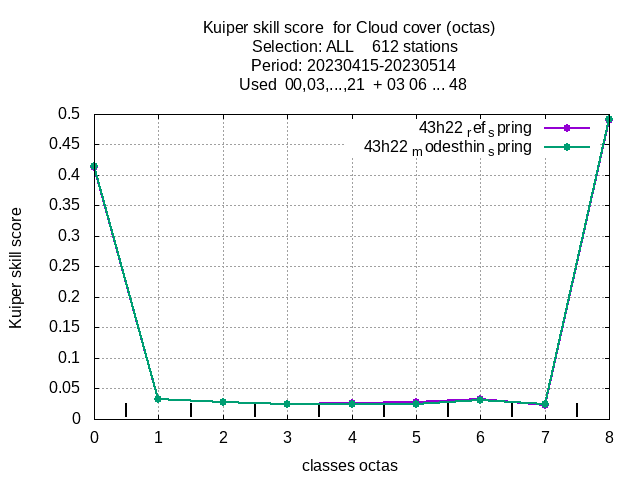 Kuiper skill score  for Cloud cover (octas)
Selection: ALL    612 stations
Period: 20230415-20230514
Used  00,03,...,21  + 03 06 ... 48
43h22 ref spring
43h22 modesthin spring
0.5
0.45
0.4
0.35
0.3
0.25
0.2
0.15
0.1
0.05
0
Kuiper skill score
0 1 2 3 4 5 6 7 8
classes octas